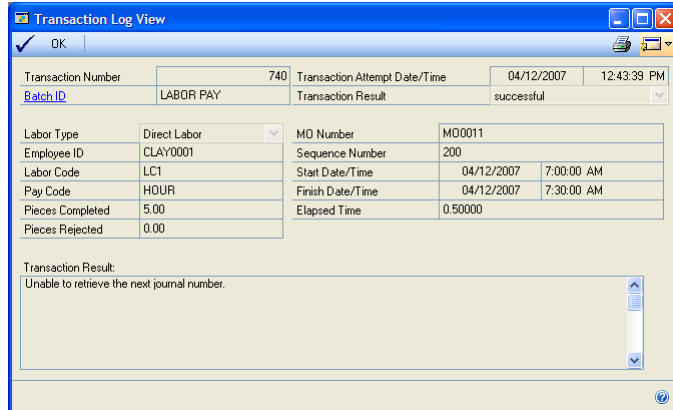 Transaction Log View
OK
Transaction Number 740 Transaction Attempt Date/Time 04/12/2007 12:43:39 PM
Batch ID LABOR PAY Transaction Result successful
Labor Type Direct Labor MO Number MO0011
Employee ID CLAY0001 Sequence Number 200
Labor Code LC1 Start Date/Time 04/12/2007 7:00:00 AM
Pay Code HOUR Finish Date/Time 04/12/2007 7:30:00 AM
Pieces Completed 5.00 Elapsed Time 0.50000
Pieces Rejected 0.00
Transaction Result:
Unable to retrieve the next journal number.